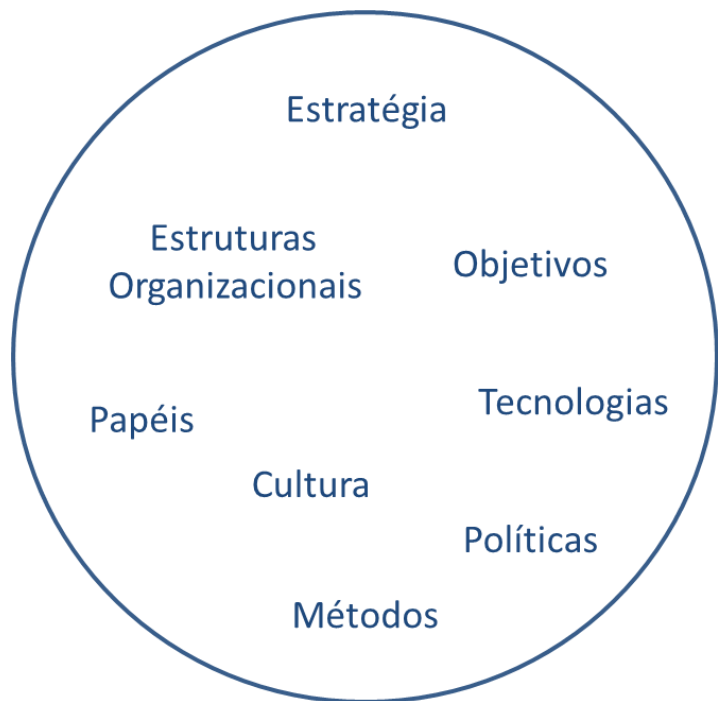 Estratégia
Estruturas
Organizacionais
Objetivos
Tecnologias
Papéis
Cultura
Políticas
Métodos